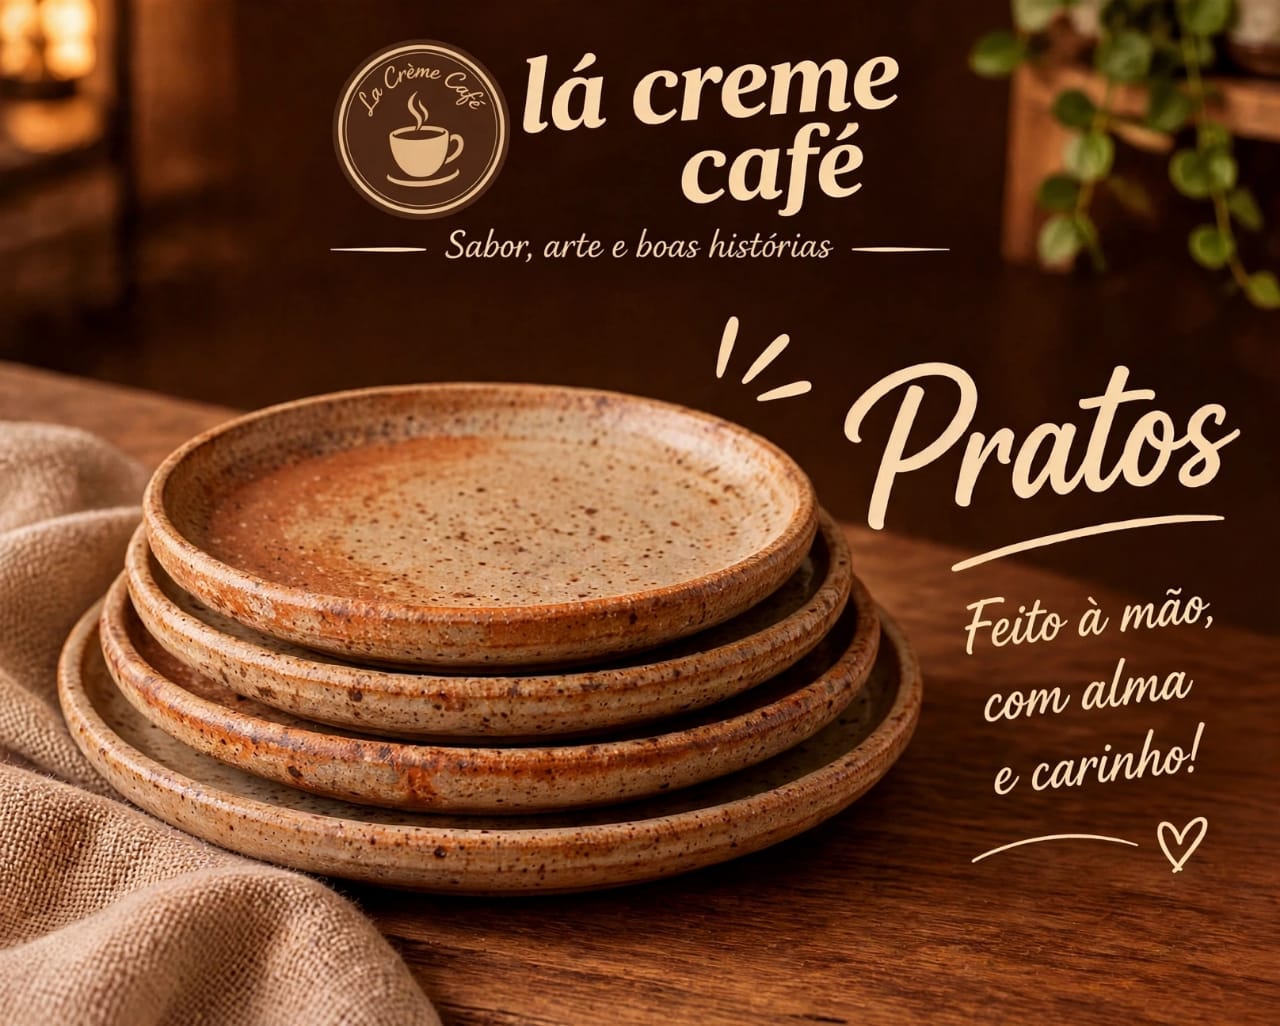 La Crème Café
lá creme
café
Sabor, arte e boas histórias
Pratos
Feito à mão,
com alma
e carinho!